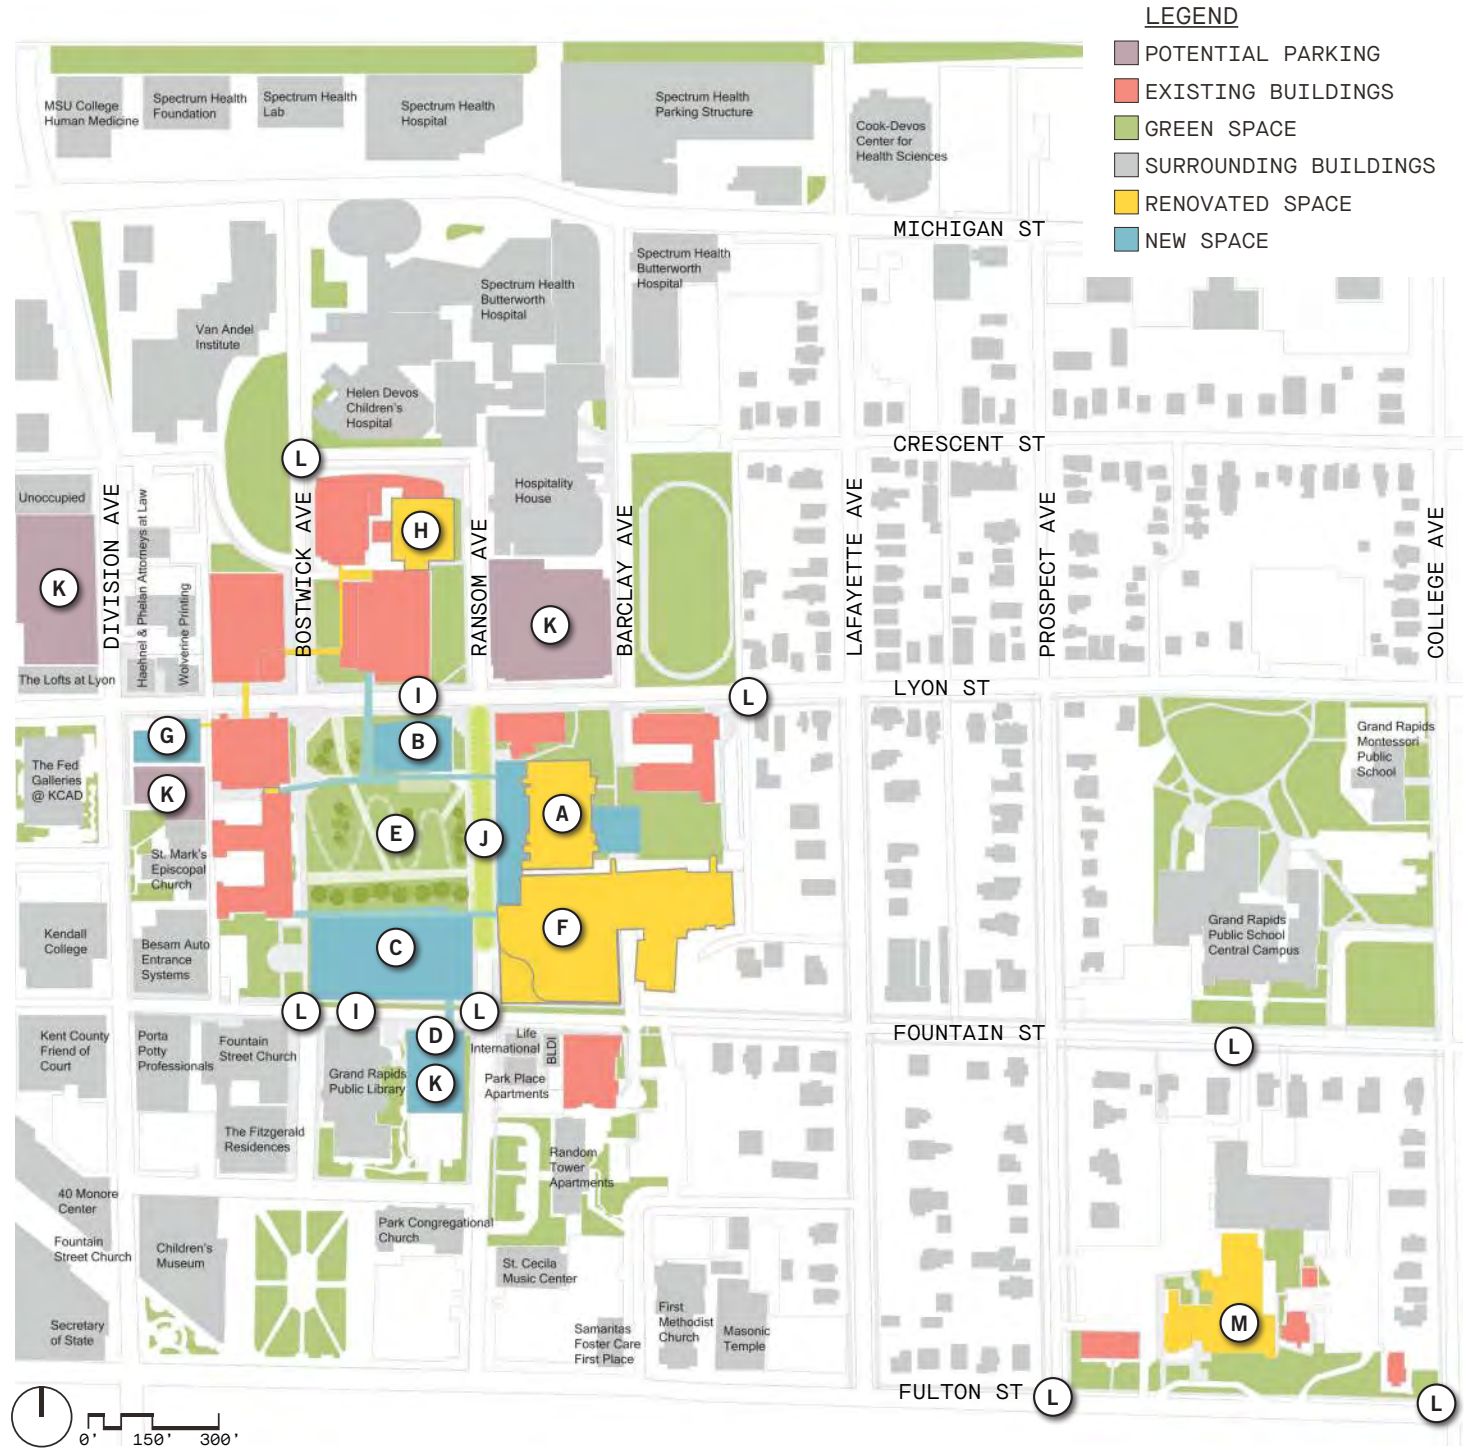 LEGEND
POTENTIAL PARKING
EXISTING BUILDINGS
GREEN SPACE
SURROUNDING BUILDINGS
RENOVATED SPACE
NEW SPACE
MSU College
Human Medicine
Spectrum Health
Foundation
Spectrum Health
Lab
Spectrum Health
Hospital
Spectrum Health
Parking Structure
Cook-Devos
Center for
Health Sciences
MICHIGAN ST
Spectrum Health
Butterworth
Hospital
Spectrum Health
Butterworth
Hospital
Van Andel
Institute
Helen Devos
Children's
Hospital
CRESCENT ST
L
Unoccupied
Hospitality
House
H
K
K
DIVISION AVE
Haehnel & Phelan Attorneys at Law
Wolverine Printing
BOSTWICK AVE
RANSOM AVE
BARCLAY AVE
LAFAYETTE AVE
PROSPECT AVE
COLLEGE AVE
The Lofts at Lyon
I
L
LYON ST
G
B
The Fed
Galleries
@ KCAD
K
A
E
J
Grand Rapids
Montessori
Public
School
St. Mark's
Episcopal
Church
Kendall
College
Besam Auto
Entrance
Systems
C
F
Grand Rapids
Public School
Central Campus
L
I
L
FOUNTAIN ST
L
Kent County
Friend of
Court
Porta
Potty
Professionals
Fountain
Street Church
Grand Rapids
Public Library
D
K
Life
International
BLDI
Park Place
Apartments
The Fitzgerald
Residences
Random
Tower
Apartments
40 Monore
Center
Fountain
Street Church
Children's
Museum
Park Congregational
Church
St. Cecila
Music Center
Secretary
of State
Samaritas
Foster Care
First Place
First
Methodist
Church
Masonic
Temple
M
FULTON ST
L
L
0' 150' 300'